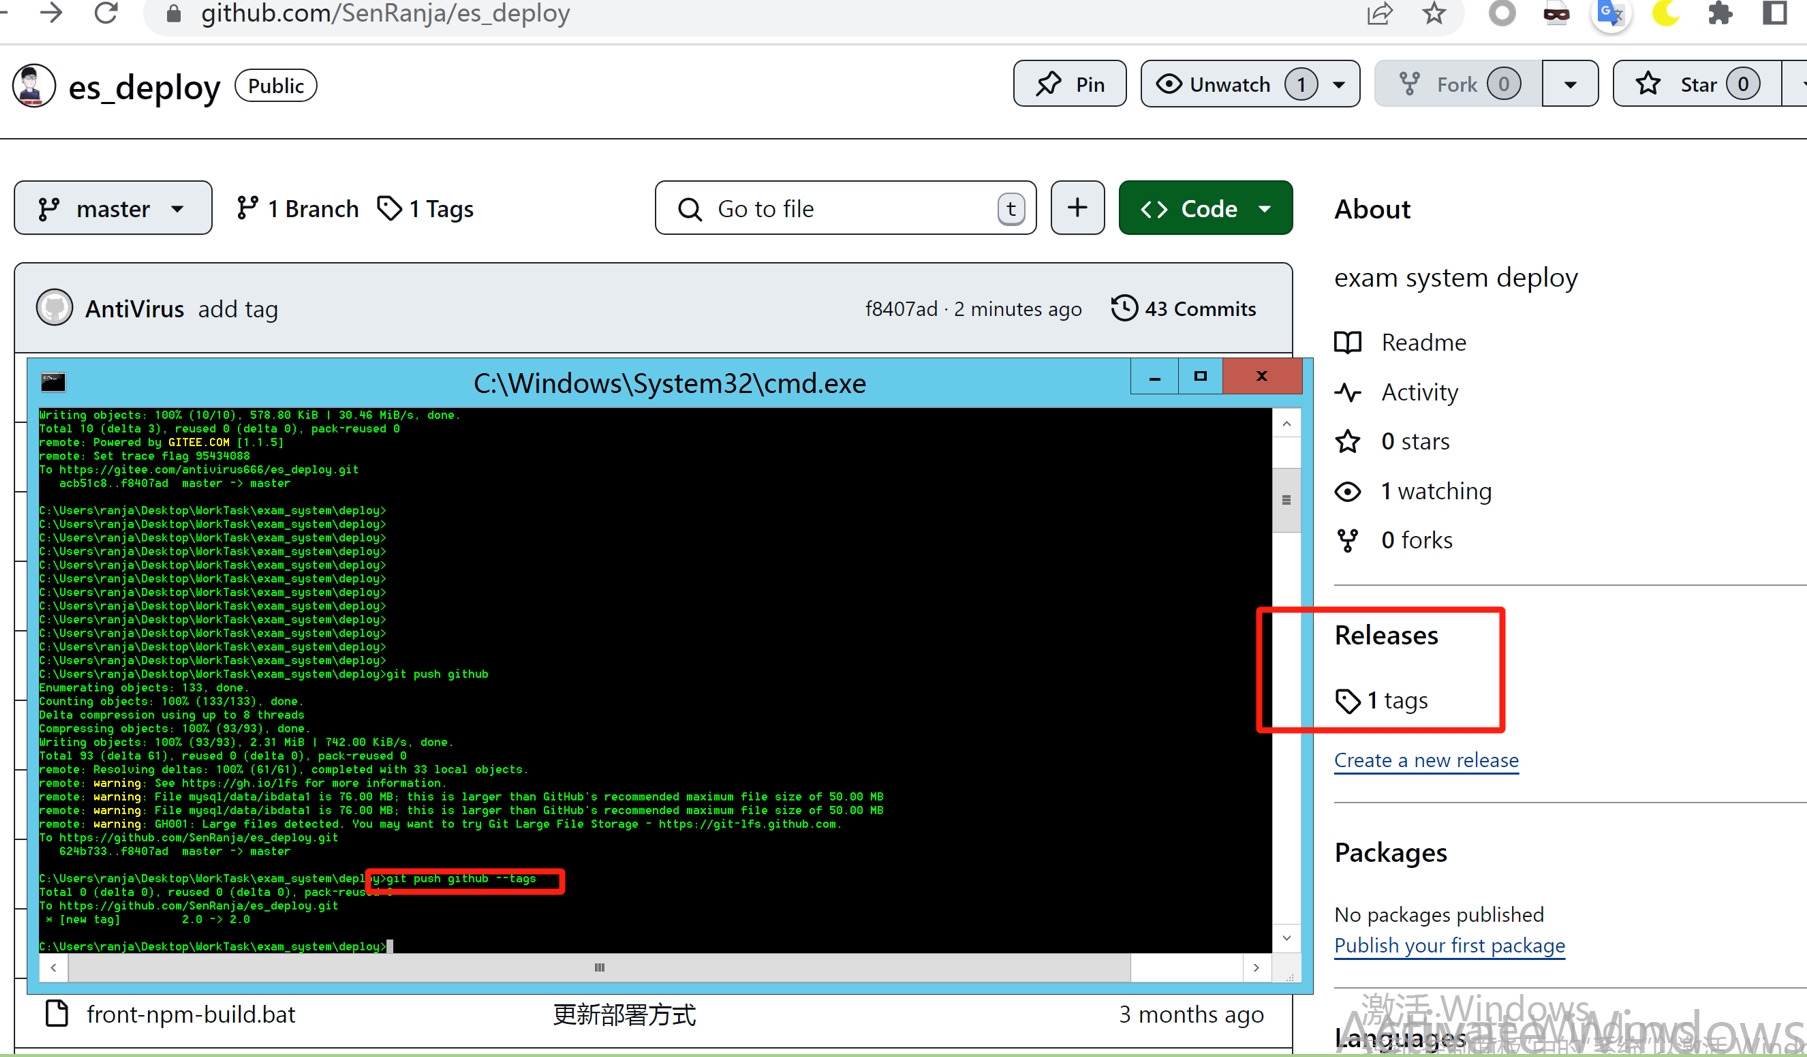 github.com/SenRanja/es_deploy
es_deploy Public
Pin
Unwatch 1
Fork 0
Star 0
master
1 Branch
1 Tags
Go to file t
+
Code
AntiVirus add tag
f8407ad · 2 minutes ago
43 Commits
C:\Windows\System32\cmd.exe
Writing objects: 100% (10/10), 578.80 KiB | 30.46 MiB/s, done.
Total 10 (delta 3), reused 0 (delta 0), pack-reused 0
remote: Powered by GITEE.COM [1.1.5]
remote: Set trace flag 95434088
To https://gitee.com/antivirus666/es_deploy.git
acb51c8..f8407ad master -> master
C:\Users\ranja\Desktop\WorkTask\exam_system\deploy>
C:\Users\ranja\Desktop\WorkTask\exam_system\deploy>
C:\Users\ranja\Desktop\WorkTask\exam_system\deploy>
C:\Users\ranja\Desktop\WorkTask\exam_system\deploy>
C:\Users\ranja\Desktop\WorkTask\exam_system\deploy>
C:\Users\ranja\Desktop\WorkTask\exam_system\deploy>
C:\Users\ranja\Desktop\WorkTask\exam_system\deploy>
C:\Users\ranja\Desktop\WorkTask\exam_system\deploy>
C:\Users\ranja\Desktop\WorkTask\exam_system\deploy>
C:\Users\ranja\Desktop\WorkTask\exam_system\deploy>
C:\Users\ranja\Desktop\WorkTask\exam_system\deploy>
C:\Users\ranja\Desktop\WorkTask\exam_system\deploy>
C:\Users\ranja\Desktop\WorkTask\exam_system\deploy>git push github
Enumerating objects: 133, done.
Counting objects: 100% (133/133), done.
Delta compression using up to 8 threads
Compressing objects: 100% (93/93), done.
Writing objects: 100% (93/93), 2.31 MiB | 742.00 KiB/s, done.
Total 93 (delta 61), reused 0 (delta 0), pack-reused 0
remote: Resolving deltas: 100% (61/61), completed with 33 local objects.
remote: warning: See https://gh.io/lfs for more information.
remote: warning: File mysql/data/ibdata1 is 76.00 MB; this is larger than GitHub's recommended maximum file size of 50.00 MB
remote: warning: File mysql/data/ibdata1 is 76.00 MB; this is larger than GitHub's recommended maximum file size of 50.00 MB
remote: warning: GH001: Large files detected. You may want to try Git Large File Storage - https://git-lfs.github.com.
To https://github.com/SenRanja/es_deploy.git
624b733..f8407ad master -> master
C:\Users\ranja\Desktop\WorkTask\exam_system\deploy>git push github --tags
Total 0 (delta 0), reused 0 (delta 0), pack-reused 0
To https://github.com/SenRanja/es_deploy.git
* [new tag] 2.0 -> 2.0
C:\Users\ranja\Desktop\WorkTask\exam_system\deploy>
front-npm-build.bat 更新部署方式 3 months ago
About
exam system deploy
Readme
Activity
0 stars
1 watching
0 forks
Releases
1 tags
Create a new release
Packages
No packages published
Publish your first package
激活 Windows
Languages
Activate Windows